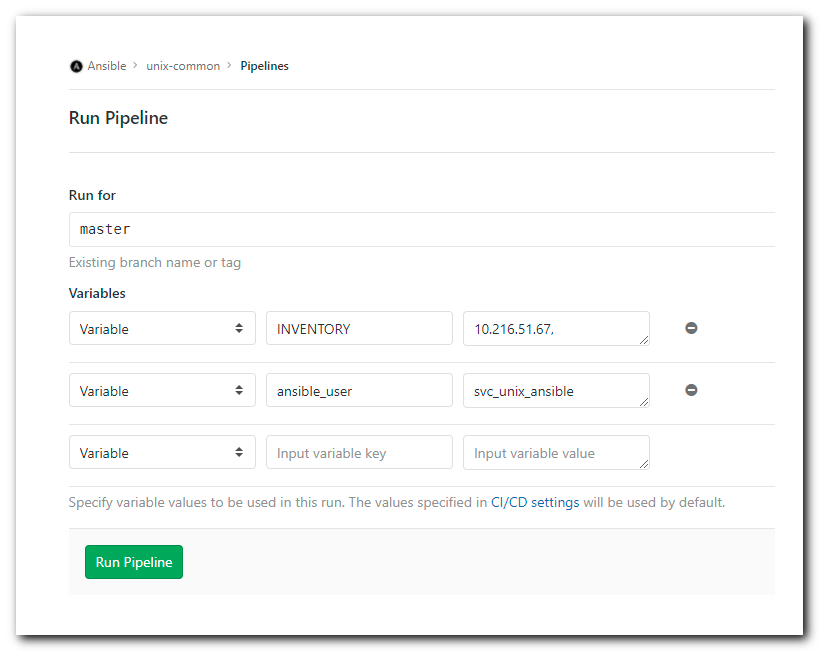 Ansible > unix-common > Pipelines
Run Pipeline
Run for
master
Existing branch name or tag
Variables
Variable INVENTORY 10.216.51.67,
Variable ansible_user svc_unix_ansible
Variable Input variable key Input variable value
Specify variable values to be used in this run. The values specified in CI/CD settings will be used by default.
Run Pipeline